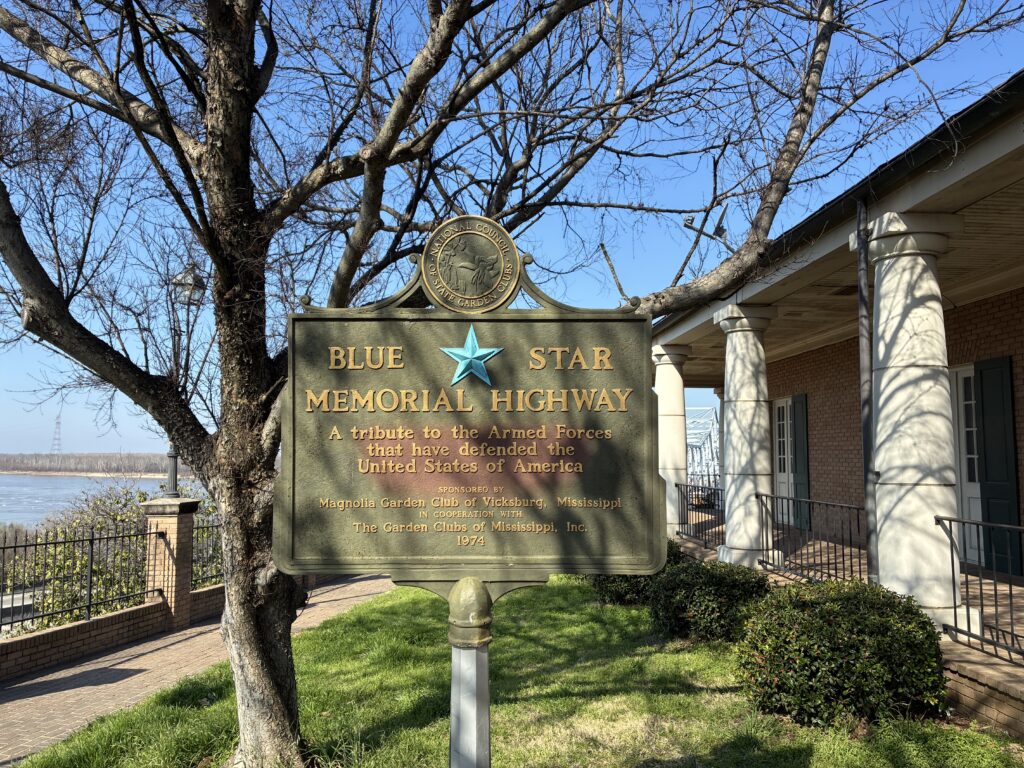 NATIONAL COUNCIL
OF STATE GARDEN CLUBS
BLUE STAR
MEMORIAL HIGHWAY
A tribute to the Armed Forces
that have defended the
United States of America
SPONSORED BY
Magnolia Garden Club of Vicksburg, Mississippi
IN COOPERATION WITH
The Garden Clubs of Mississippi, Inc.
1974